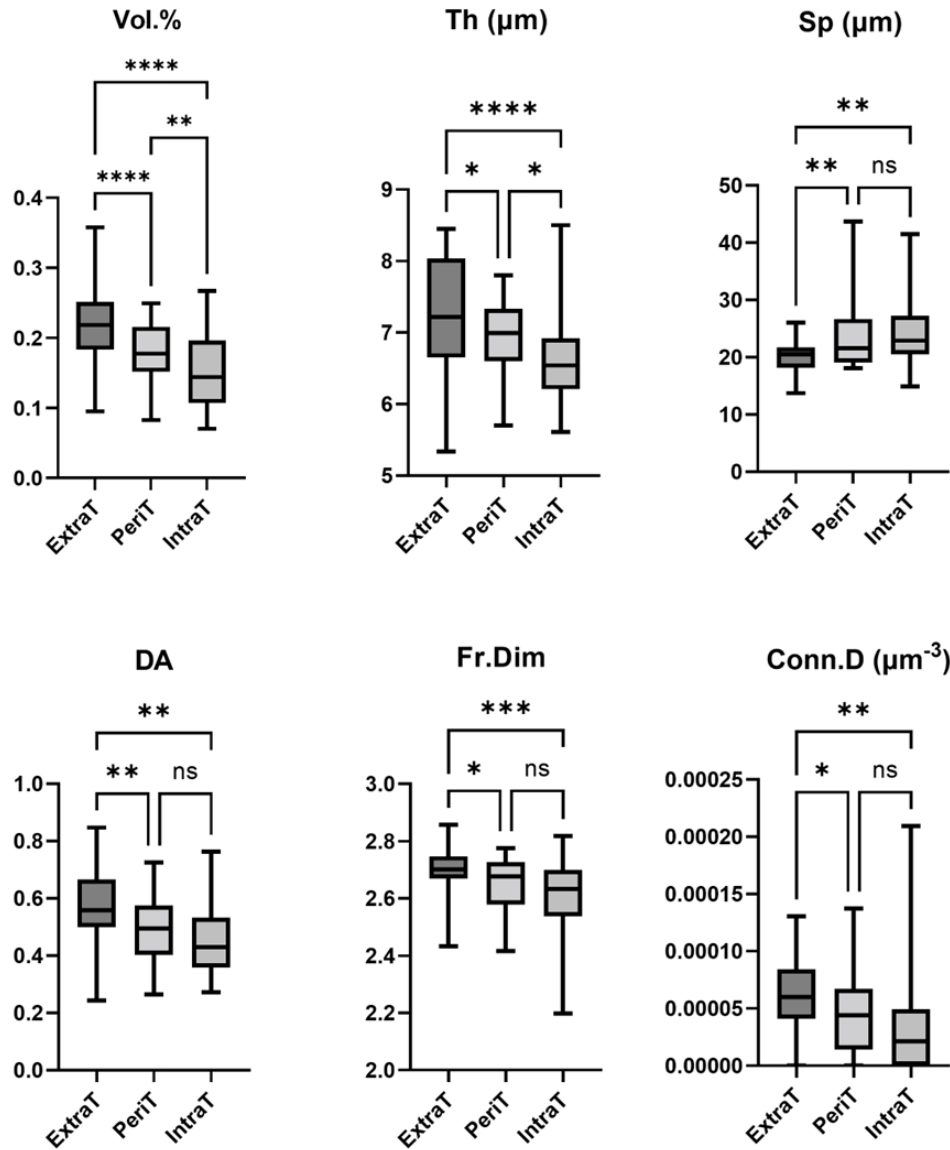 Vol.%
****
**
****
0.4
0.3
0.2
0.1
0.0
ExtraT
PeriT
IntraT
Th (µm)
****
*
*
9
8
7
6
5
ExtraT
PeriT
IntraT
Sp (µm)
**
**
ns
50
40
30
20
10
0
ExtraT
PeriT
IntraT
DA
**
**
ns
1.0
0.8
0.6
0.4
0.2
0.0
ExtraT
PeriT
IntraT
Fr.Dim
***
*
ns
3.0
2.8
2.6
2.4
2.2
2.0
ExtraT
PeriT
IntraT
Conn.D (µm⁻³)
**
*
ns
0.00025
0.00020
0.00015
0.00010
0.00005
0.00000
ExtraT
PeriT
IntraT